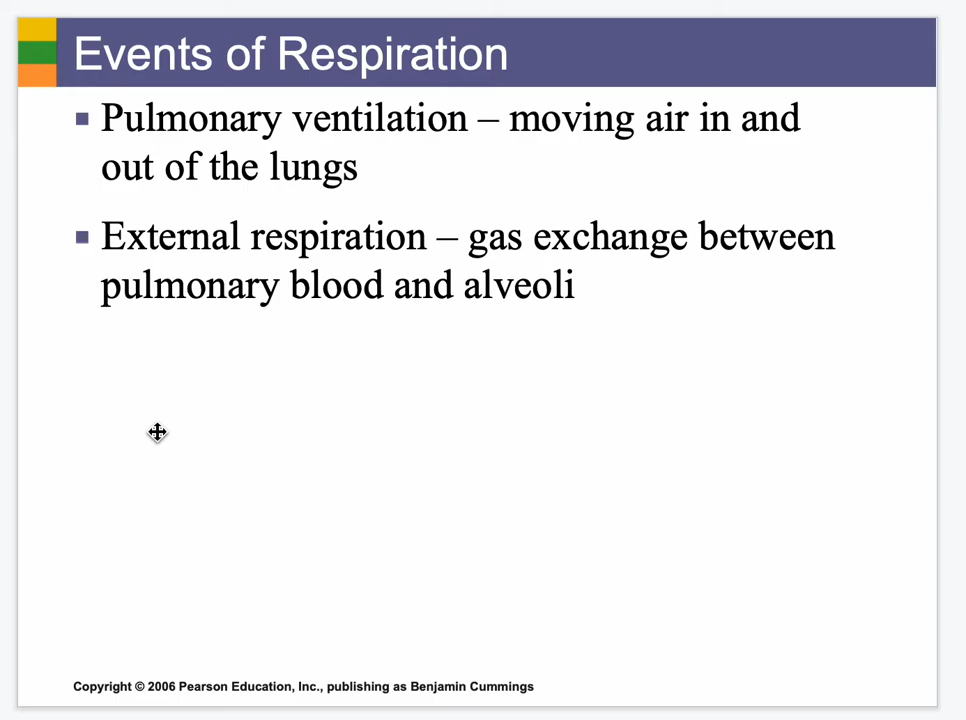 Events of Respiration
Pulmonary ventilation – moving air in and
out of the lungs
External respiration – gas exchange between
pulmonary blood and alveoli
Copyright © 2006 Pearson Education, Inc., publishing as Benjamin Cummings